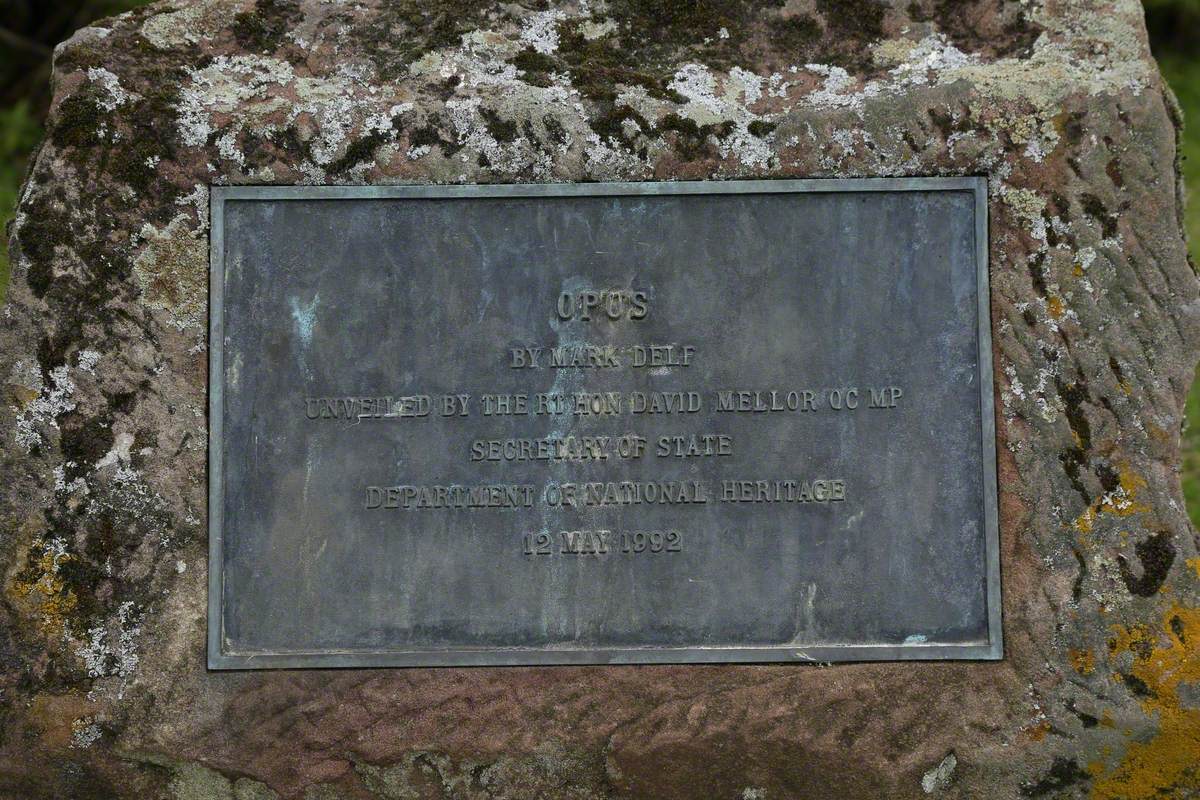 OPUS
BY MARK DELF
UNVEILED BY THE RT HON DAVID MELLOR QC MP
SECRETARY OF STATE
DEPARTMENT OF NATIONAL HERITAGE
12 MAY 1992